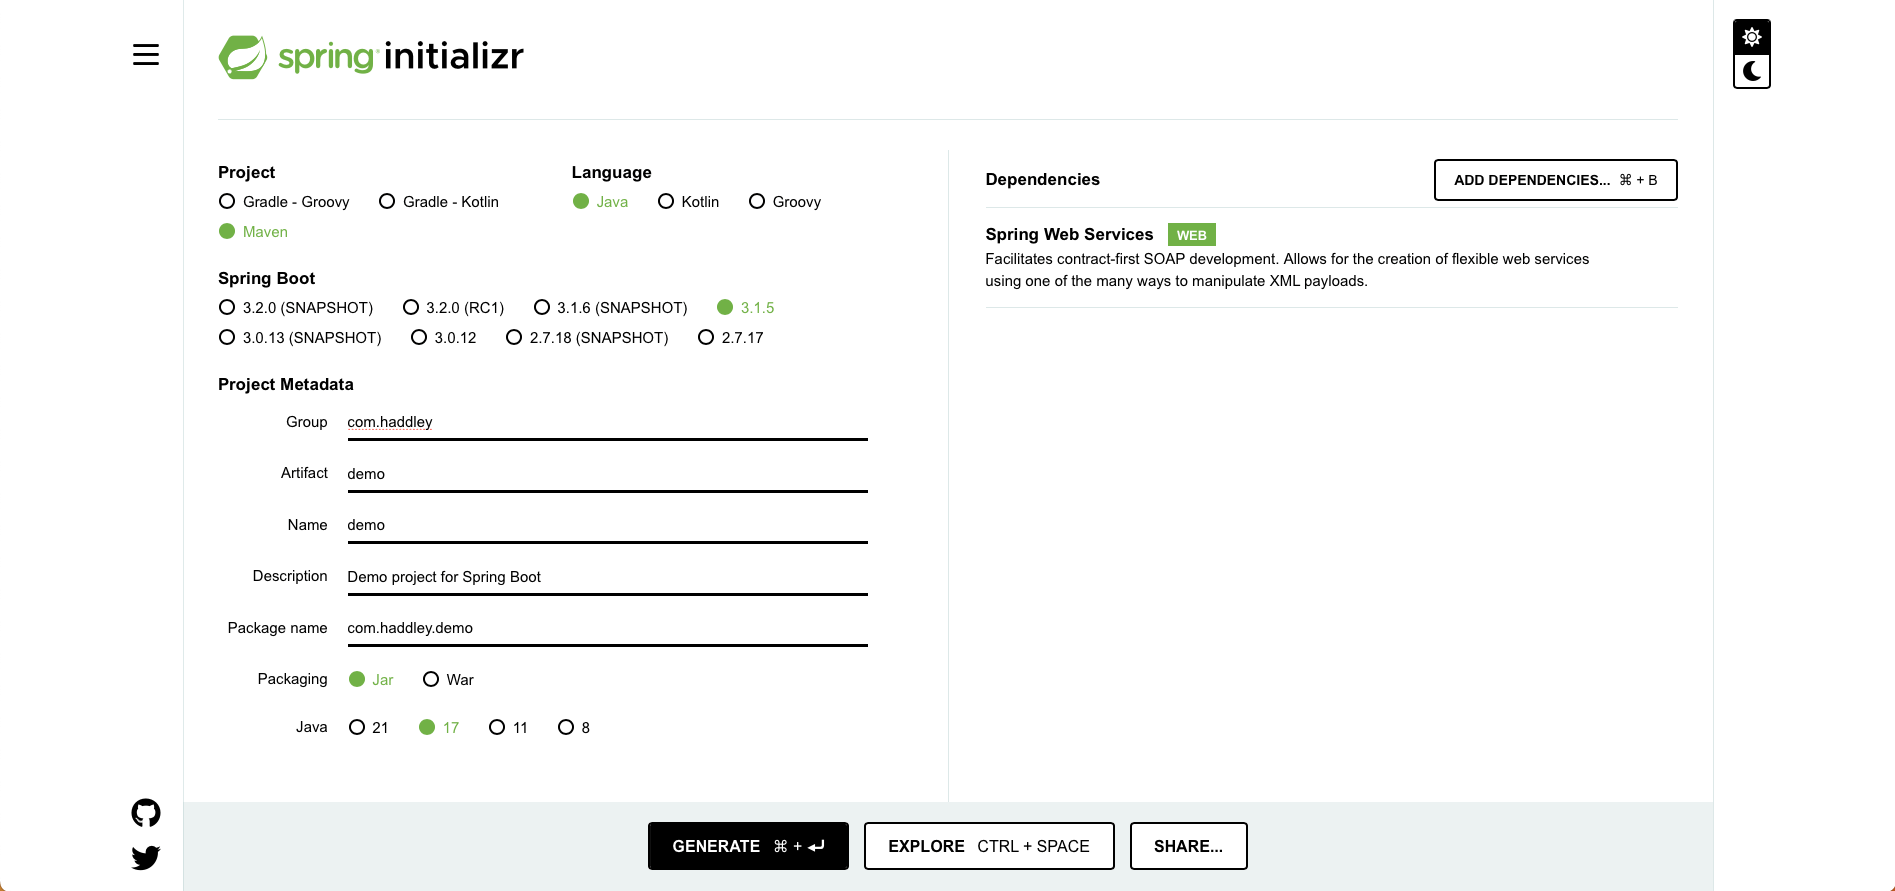 spring initializr
Project
Gradle - Groovy Gradle - Kotlin
Maven
Language
Java Kotlin Groovy
Spring Boot
3.2.0 (SNAPSHOT) 3.2.0 (RC1) 3.1.6 (SNAPSHOT) 3.1.5
3.0.13 (SNAPSHOT) 3.0.12 2.7.18 (SNAPSHOT) 2.7.17
Project Metadata
Group com.haddley
Artifact demo
Name demo
Description Demo project for Spring Boot
Package name com.haddley.demo
Packaging Jar War
Java 21 17 11 8
Dependencies
ADD DEPENDENCIES... ⌘ + B
Spring Web Services WEB
Facilitates contract-first SOAP development. Allows for the creation of flexible web services
using one of the many ways to manipulate XML payloads.
GENERATE ⌘ + ⏎
EXPLORE CTRL + SPACE
SHARE...